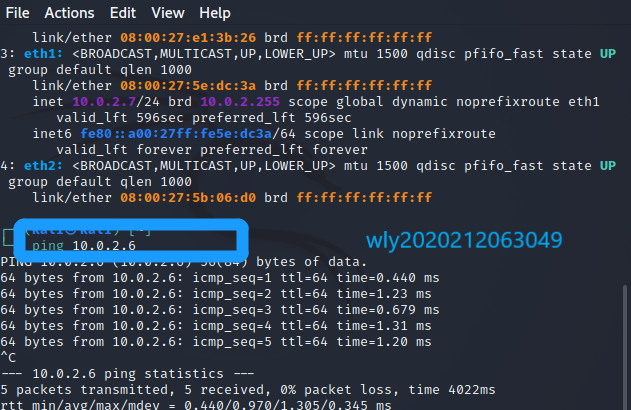 File Actions Edit View Help
link/ether 08:00:27:e1:3b:26 brd ff:ff:ff:ff:ff:ff
3: eth1: <BROADCAST,MULTICAST,UP,LOWER_UP> mtu 1500 qdisc pfifo_fast state UP
group default qlen 1000
link/ether 08:00:27:5e:dc:3a brd ff:ff:ff:ff:ff:ff
inet 10.0.2.7/24 brd 10.0.2.255 scope global dynamic noprefixroute eth1
valid_lft 596sec preferred_lft 596sec
inet6 fe80::a00:27ff:fe5e:dc3a/64 scope link noprefixroute
valid_lft forever preferred_lft forever
4: eth2: <BROADCAST,MULTICAST,UP,LOWER_UP> mtu 1500 qdisc pfifo_fast state UP
group default qlen 1000
link/ether 08:00:27:5b:06:d0 brd ff:ff:ff:ff:ff:ff
ping 10.0.2.6
wly2020212063049
PING 10.0.2.6 (10.0.2.6) 56(84) bytes of data.
64 bytes from 10.0.2.6: icmp_seq=1 ttl=64 time=0.440 ms
64 bytes from 10.0.2.6: icmp_seq=2 ttl=64 time=1.23 ms
64 bytes from 10.0.2.6: icmp_seq=3 ttl=64 time=0.679 ms
64 bytes from 10.0.2.6: icmp_seq=4 ttl=64 time=1.31 ms
64 bytes from 10.0.2.6: icmp_seq=5 ttl=64 time=1.20 ms
^C
--- 10.0.2.6 ping statistics ---
5 packets transmitted, 5 received, 0% packet loss, time 4022ms
rtt min/avg/max/mdev = 0.440/0.970/1.305/0.345 ms